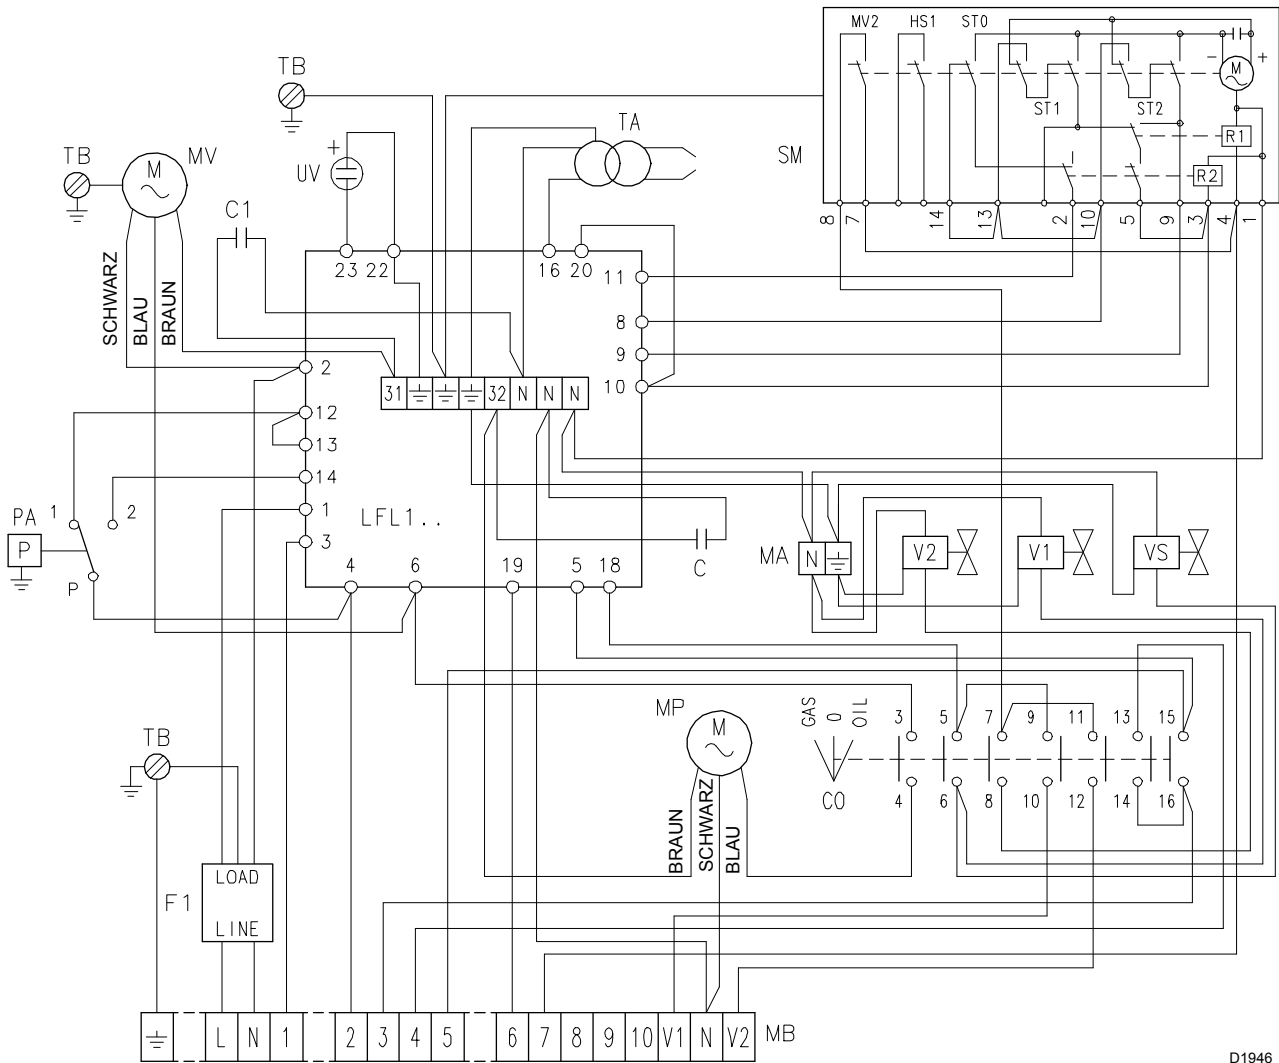 MV2 HS1 ST0
- M +
TB
ST1 ST2
TA
R1
TB M MV
+
UV
SM
R2
C1
8 7 14 13 2 10 5 9 3 4 1
23 22 16 20
11
SCHWARZ
BLAU
BRAUN
8
9
2
10
31 32 N N N
12
13
14
PA 1 2
1
LFL1..
P
3
MA N V2 V1 VS
C
P
4 6 19 5 18
MP M
GAS
0
OIL
3 5 7 9 11 13 15
TB
CO
4 6 8 10 12 14 16
BRAUN
SCHWARZ
BLAU
LOAD
F1
LINE
L N 1 2 3 4 5 6 7 8 9 10 V1 N V2 MB
D1946